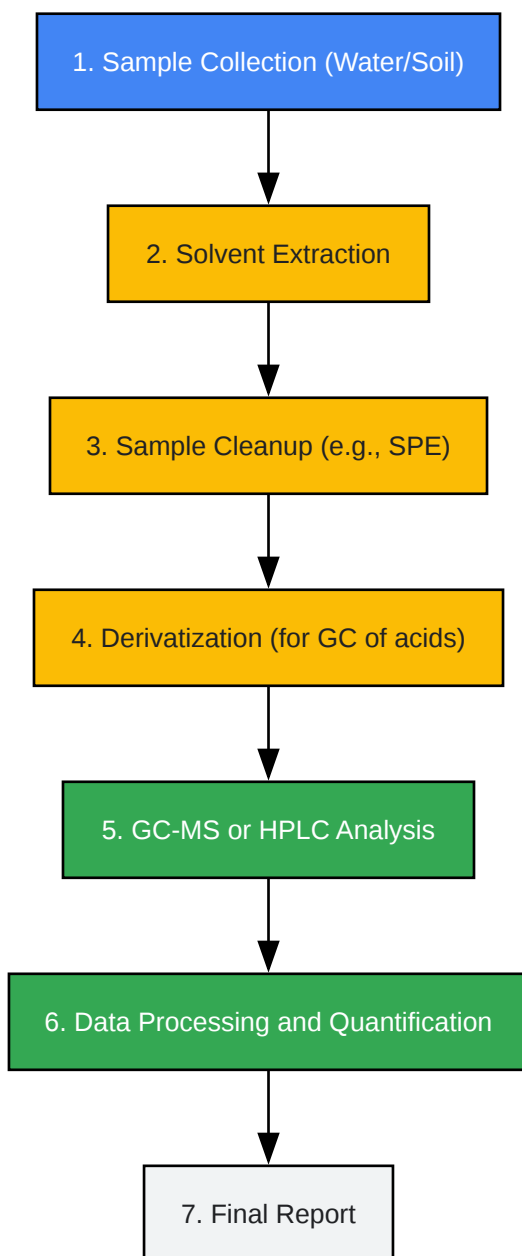 1. Sample Collection (Water/Soil)
2. Solvent Extraction
3. Sample Cleanup (e.g., SPE)
4. Derivatization (for GC of acids)
5. GC-MS or HPLC Analysis
6. Data Processing and Quantification
7. Final Report